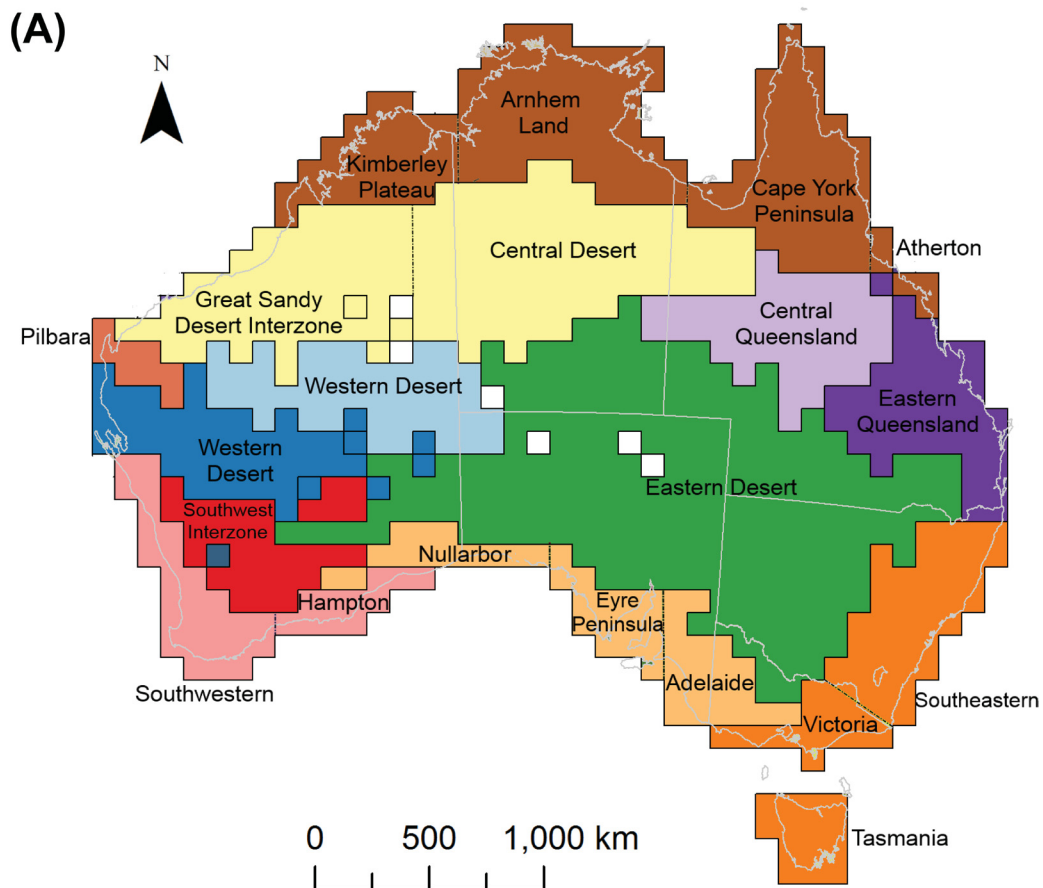 (A)
N
Arnhem
Land
Kimberley
Plateau
Cape York
Peninsula
Atherton
Central Desert
Great Sandy
Desert Interzone
Central
Queensland
Pilbara
Western Desert
Eastern
Queensland
Western
Desert
Eastern Desert
Southwest
Interzone
Nullarbor
Hampton
Eyre
Peninsula
Adelaide
Southwestern
Southeastern
Victoria
Tasmania
0 500 1,000 km